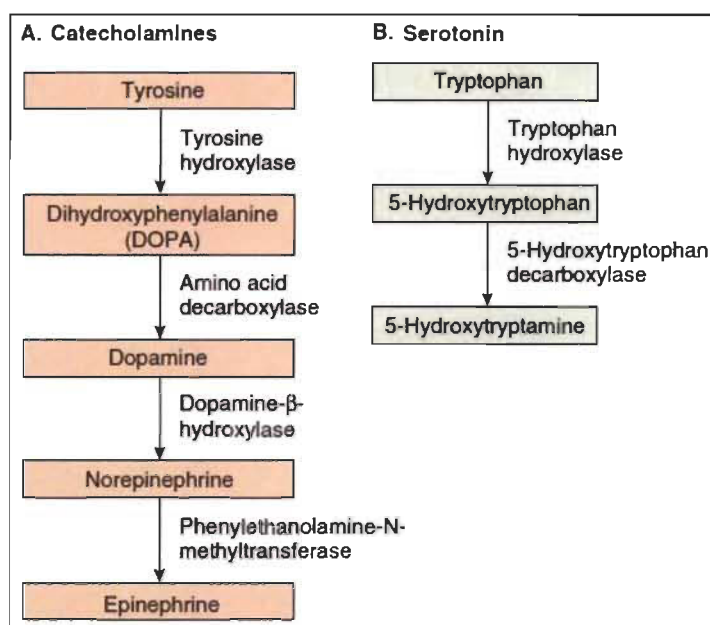 A. Catecholamines
Tyrosine
Tyrosine
hydroxylase
Dihydroxyphenylalanine
(DOPA)
Amino acid
decarboxylase
Dopamine
Dopamine-β-
hydroxylase
Norepinephrine
Phenylethanolamine-N-
methyltransferase
Epinephrine
B. Serotonin
Tryptophan
Tryptophan
hydroxylase
5-Hydroxytryptophan
5-Hydroxytryptophan
decarboxylase
5-Hydroxytryptamine